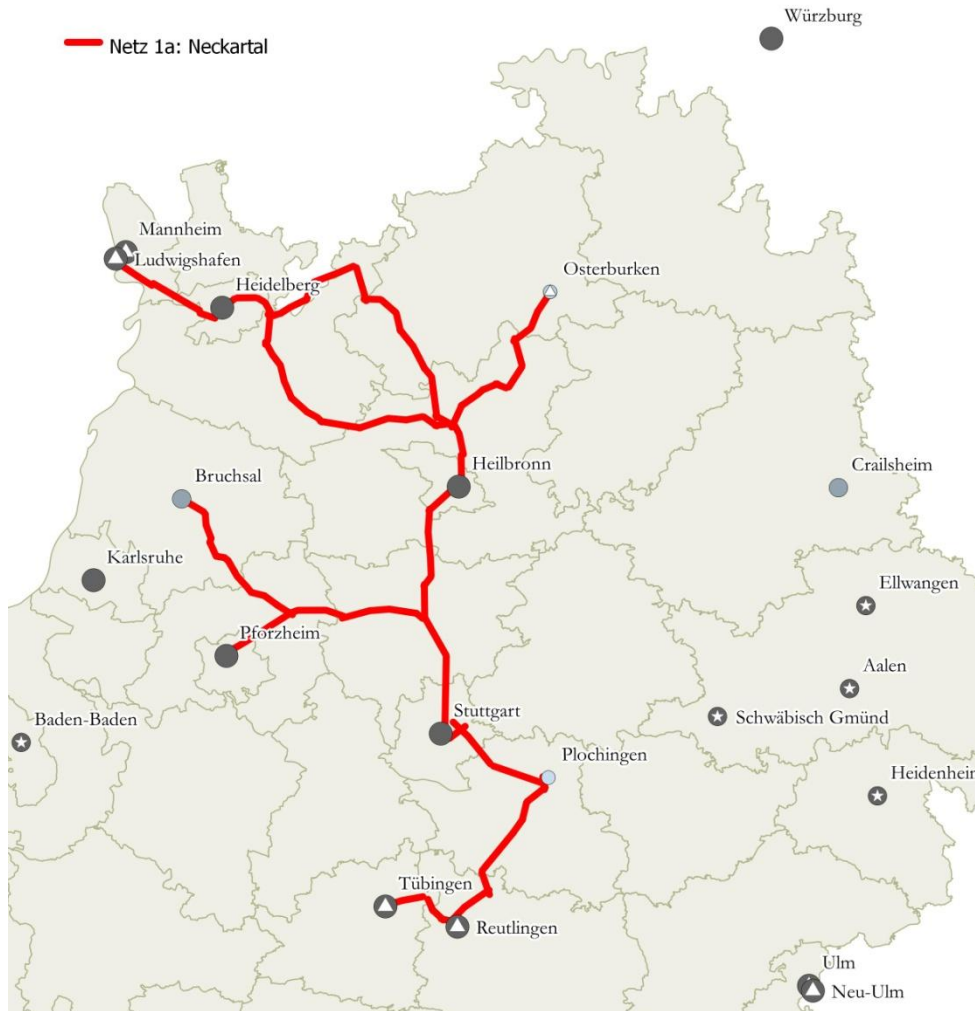 Würzburg
Netz 1a: Neckartal
Mannheim
Ludwigshafen
Heidelberg
Osterburken
Heilbronn
Bruchsal
Crailsheim
Karlsruhe
Ellwangen
Pforzheim
Aalen
Baden-Baden
Stuttgart
Schwäbisch Gmünd
Plochingen
Heidenheim
Tübingen
Reutlingen
Ulm
Neu-Ulm